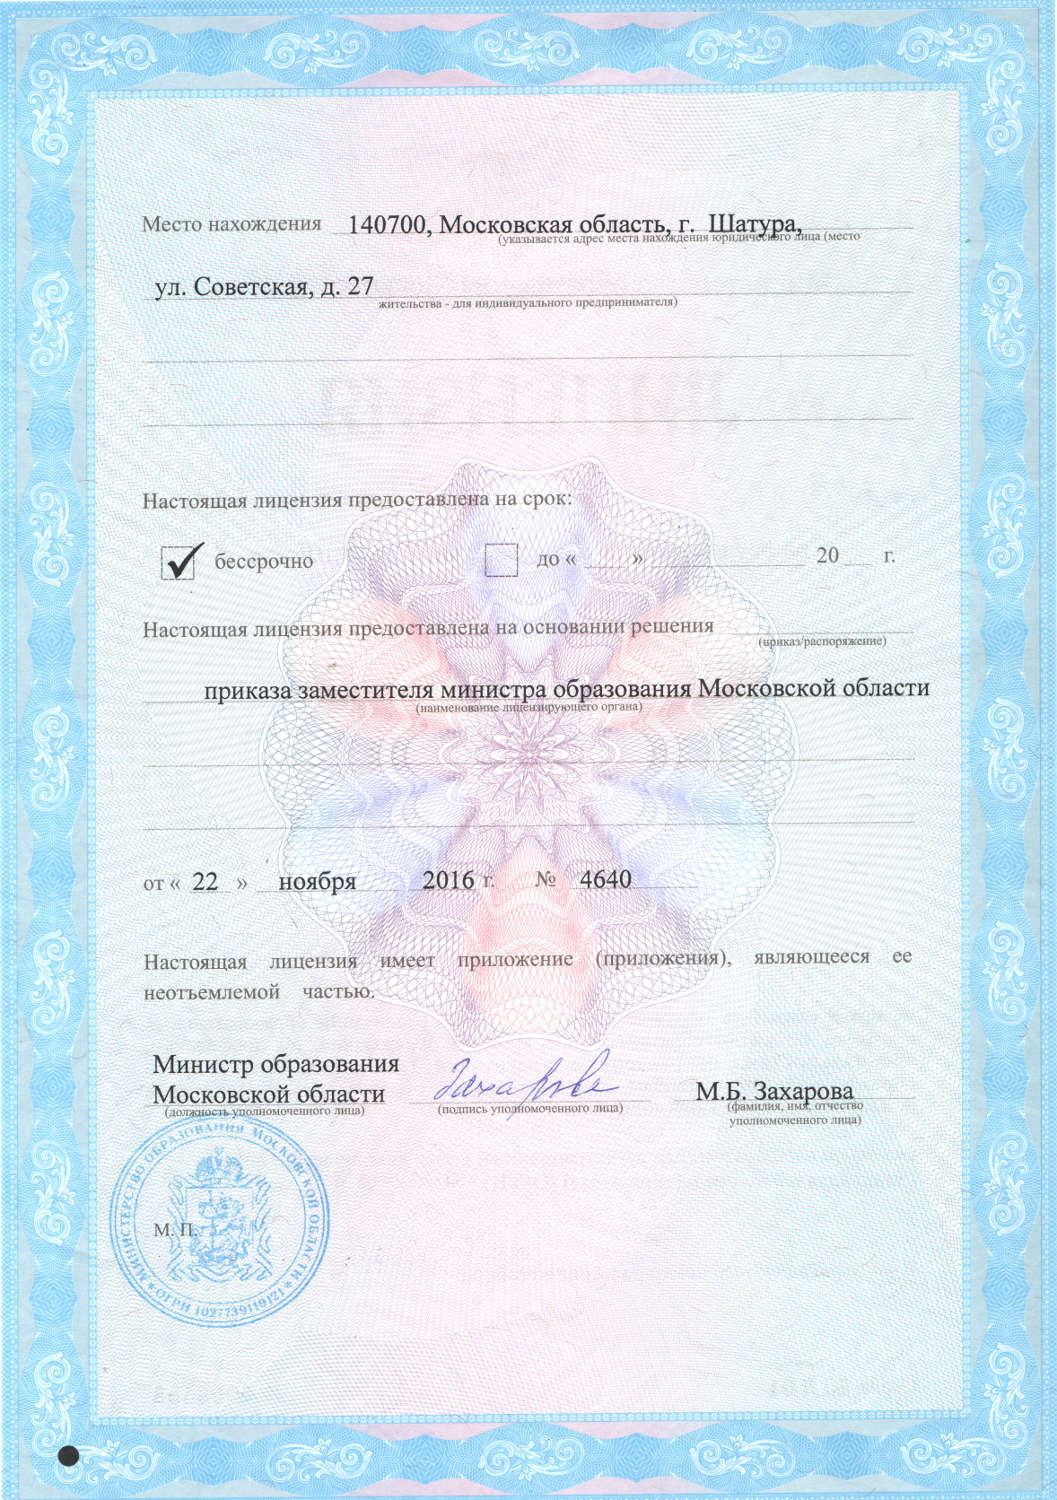 Место нахождения 140700, Московская область, г. Шатура,
(указывается адрес места нахождения юридического лица (место
ул. Советская, д. 27
жительства - для индивидуального предпринимателя)
Настоящая лицензия предоставлена на срок:
бессрочно до « » 20 г.
Настоящая лицензия предоставлена на основании решения
(приказ/распоряжение)
приказа заместителя министра образования Московской области
(наименование лицензирующего органа)
от « 22 » ноября 2016 г. № 4640
Настоящая лицензия имеет приложение (приложения), являющееся ее
неотъемлемой частью.
Министр образования
Московской области Захарова М.Б. Захарова
(должность уполномоченного лица) (подпись уполномоченного лица) (фамилия, имя, отчество
уполномоченного лица)
МИНИСТЕРСТВО ОБРАЗОВАНИЯ МОСКОВСКОЙ ОБЛАСТИ
М. П.
* ОГРН 1027739119121 *